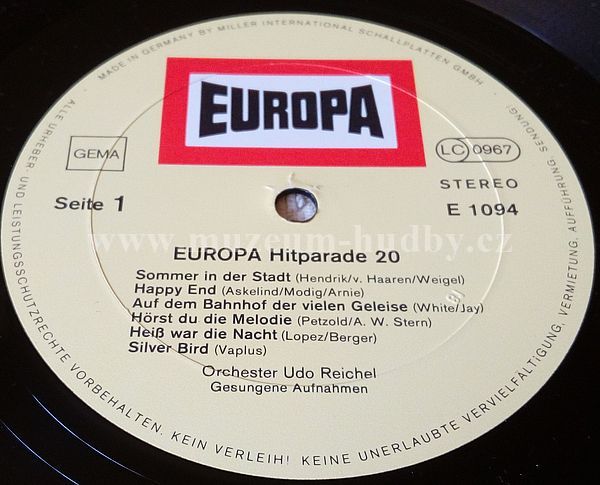 MADE IN GERMANY BY MILLER INTERNATIONAL SCHALLPLATTEN GMBH
EUROPA
GEMA
LC 0967
Seite 1
STEREO
E 1094
www.muzeum-hudby.cz
EUROPA Hitparade 20
Sommer in der Stadt (Hendrik/v. Haaren/Weigel)
Happy End (Askelind/Modig/Arnie)
Auf dem Bahnhof der vielen Geleise (White/Jay)
Hörst du die Melodie (Petzold/A. W. Stern)
Heiß war die Nacht (Lopez/Berger)
Silver Bird (Vaplus)
Orchester Udo Reichel
Gesungene Aufnahmen
ALLE URHEBER- UND LEISTUNGSSCHUTZRECHTE VORBEHALTEN. KEIN VERLEIH! KEINE UNERLAUBTE VERVIELFÄLTIGUNG, VERMIETUNG, AUFFÜHRUNG, SENDUNG!